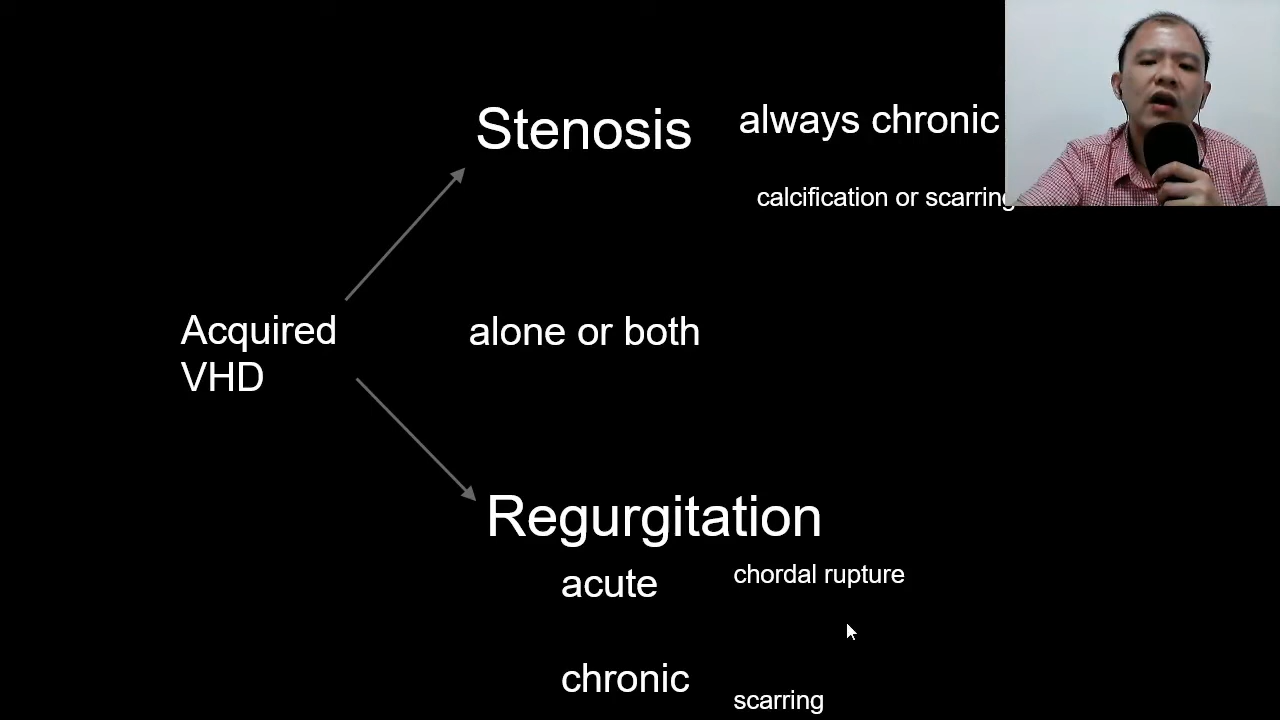 Stenosis
always chronic
calcification or scarring
Acquired
VHD
alone or both
Regurgitation
acute
chordal rupture
chronic
scarring